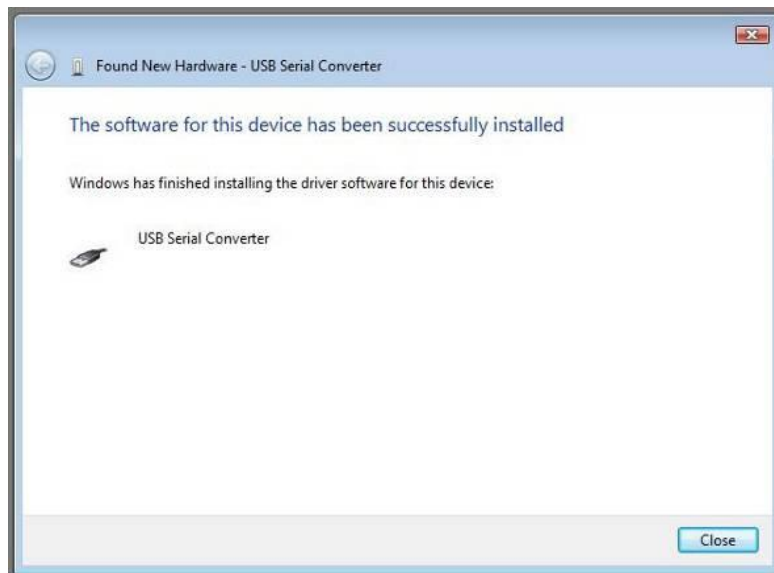 Found New Hardware - USB Serial Converter
The software for this device has been successfully installed
Windows has finished installing the driver software for this device:
USB Serial Converter
Close